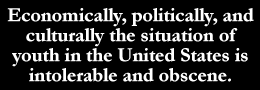 Economically, politically, and
culturally the situation of
youth in the United States is
intolerable and obscene.